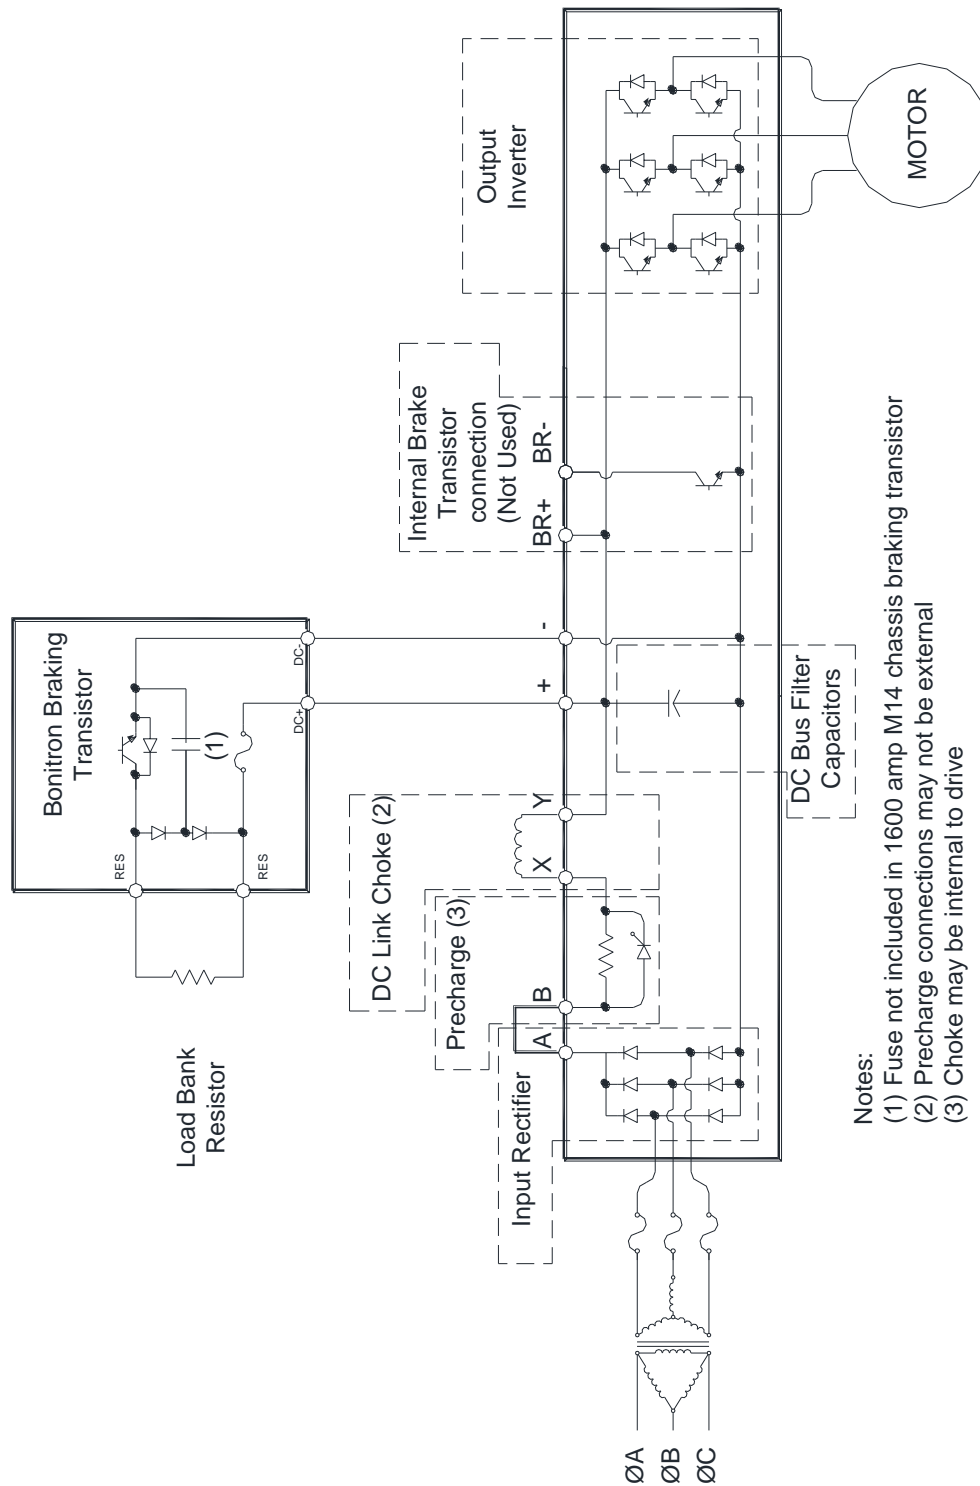 Bonitron Braking
Transistor
RES
RES
(1)
DC-
DC+
Load Bank
Resistor
DC Link Choke (2)
Precharge (3)
Input Rectifier
Internal Brake
Transistor
connection
(Not Used)
Output
Inverter
A
B
X
Y
+
-
BR+
BR-
DC Bus Filter
Capacitors
MOTOR
ØA
ØB
ØC
Notes:
(1) Fuse not included in 1600 amp M14 chassis braking transistor
(2) Precharge connections may not be external
(3) Choke may be internal to drive